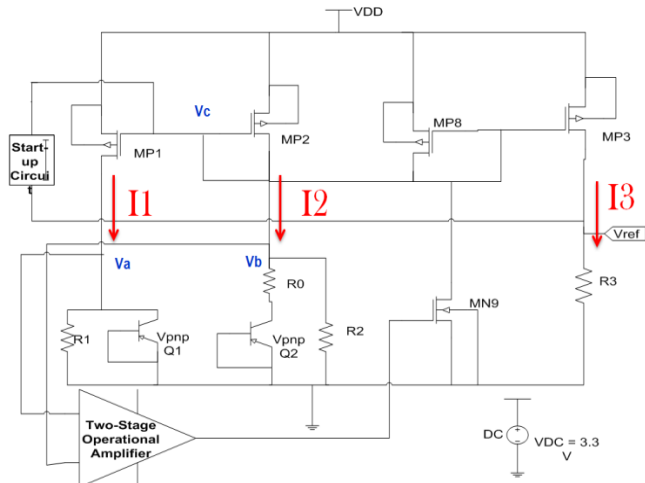 VDD
Vc
MP1
MP2
MP8
MP3
Start-
up
Circui
t
I1
I2
I3
Vref
Va
Vb
R0
R1
Vpnp
Q1
Vpnp
Q2
R2
MN9
R3
Two-Stage
Operational
Amplifier
DC
VDC = 3.3
V